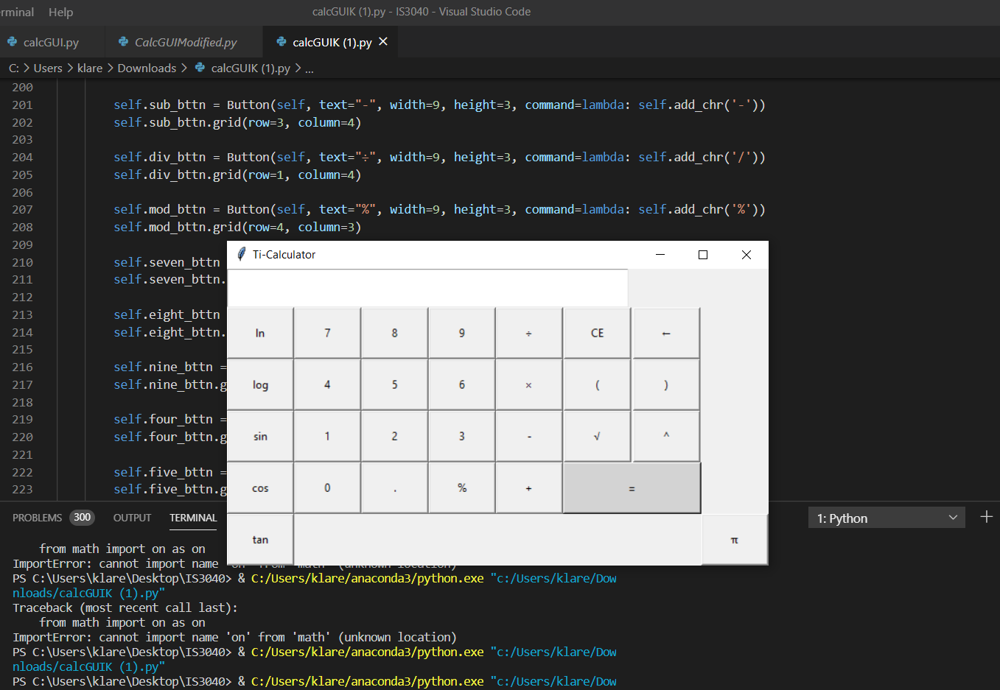 rminal Help calcGUIK (1).py - IS3040 - Visual Studio Code
calcGUI.py CalcGUIModified.py calcGUIK (1).py ×
C: > Users > klare > Downloads > calcGUIK (1).py > ...
200
201 self.sub_bttn = Button(self, text="-", width=9, height=3, command=lambda: self.add_chr('-'))
202 self.sub_bttn.grid(row=3, column=4)
203
204 self.div_bttn = Button(self, text="÷", width=9, height=3, command=lambda: self.add_chr('/'))
205 self.div_bttn.grid(row=1, column=4)
206
207 self.mod_bttn = Button(self, text="%", width=9, height=3, command=lambda: self.add_chr('%'))
208 self.mod_bttn.grid(row=4, column=3)
209
210 self.seven_bttn
211 self.seven_bttn.
212
213 self.eight_bttn
214 self.eight_bttn.
215
216 self.nine_bttn =
217 self.nine_bttn.g
218
219 self.four_bttn =
220 self.four_bttn.g
221
222 self.five_bttn =
223 self.five_bttn.g
Ti-Calculator
ln 7 8 9 ÷ CE ←
log 4 5 6 × ( )
sin 1 2 3 - √ ^
cos 0 . % + =
tan π
PROBLEMS 300 OUTPUT TERMINAL 1: Python
from math import on as on
ImportError: cannot import name 'on' from 'math' (unknown location)
PS C:\Users\klare\Desktop\IS3040> & C:/Users/klare/anaconda3/python.exe "c:/Users/klare/Dow
nloads/calcGUIK (1).py"
Traceback (most recent call last):
from math import on as on
ImportError: cannot import name 'on' from 'math' (unknown location)
PS C:\Users\klare\Desktop\IS3040> & C:/Users/klare/anaconda3/python.exe "c:/Users/klare/Dow
nloads/calcGUIK (1).py"
PS C:\Users\klare\Desktop\IS3040> & C:/Users/klare/anaconda3/python.exe "c:/Users/klare/Dow